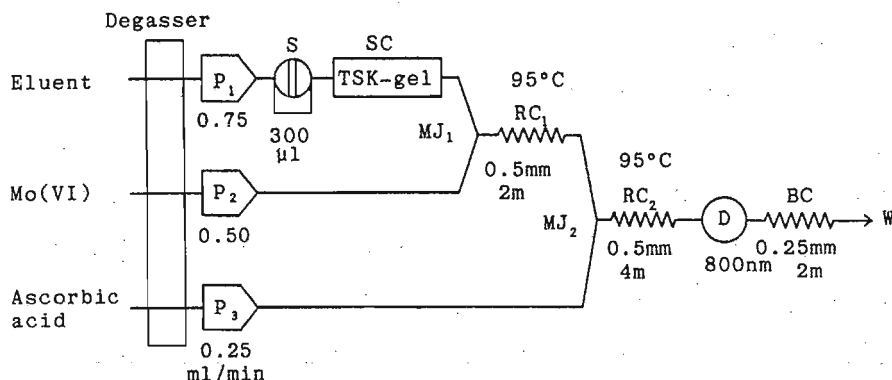 Degasser
Eluent
P₁
0.75
S
300
µl
SC
TSK-gel
MJ₁
95°C
RC₁
0.5mm
2m
Mo(VI)
P₂
0.50
MJ₂
95°C
RC₂
0.5mm
4m
D
800nm
BC
0.25mm
2m
W
Ascorbic
acid
P₃
0.25
ml/min